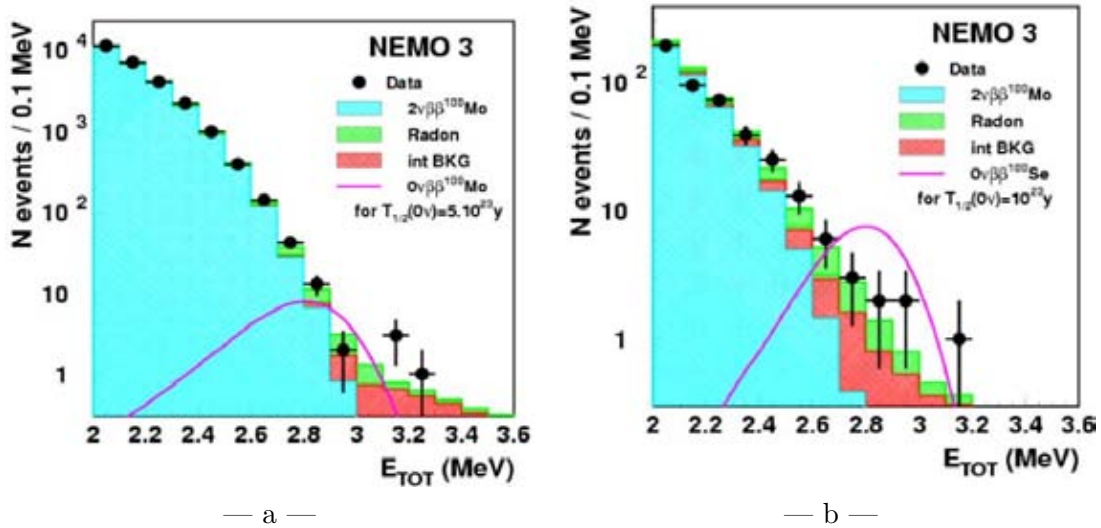 NEMO 3
Data
2νββ¹⁰⁰Mo
Radon
int BKG
0νββ¹⁰⁰Mo
for T₁/₂(0ν)=5.10²³y
N events / 0.1 MeV
10⁴
10³
10²
10
1
2 2.2 2.4 2.6 2.8 3 3.2 3.4 3.6
E_TOT (MeV)
— a —
NEMO 3
Data
2νββ¹⁰⁰Mo
Radon
int BKG
0νββ¹⁰⁰Se
for T₁/₂(0ν)=10²³y
N events / 0.1 MeV
10²
10
1
2 2.2 2.4 2.6 2.8 3 3.2 3.4 3.6
E_TOT (MeV)
— b —